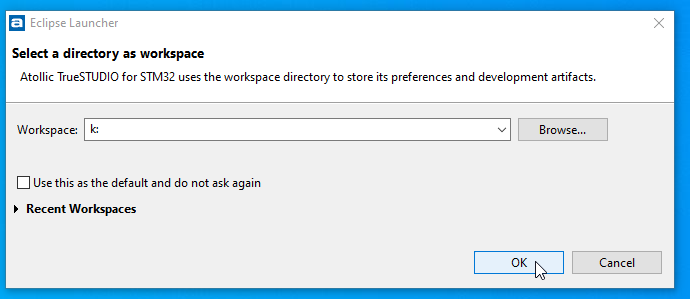 a Eclipse Launcher
Select a directory as workspace
Atollic TrueSTUDIO for STM32 uses the workspace directory to store its preferences and development artifacts.
Workspace: k: Browse...
Use this as the default and do not ask again
Recent Workspaces
OK Cancel